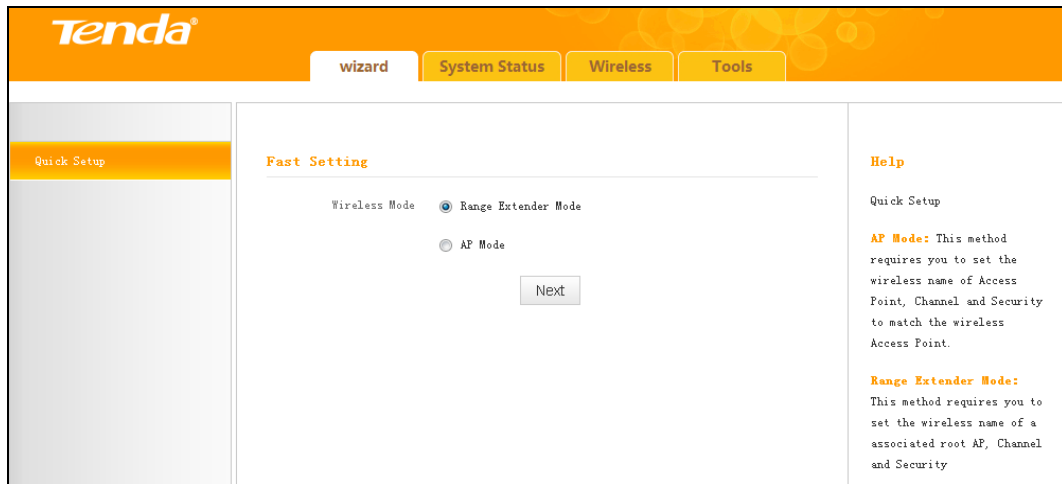 Tenda®
wizard
System Status
Wireless
Tools
Quick Setup
Fast Setting
Wireless Mode
Range Extender Mode
AP Mode
Next
Help
Quick Setup
AP Mode: This method
requires you to set the
wireless name of Access
Point, Channel and Security
to match the wireless
Access Point.
Range Extender Mode:
This method requires you to
set the wireless name of a
associated root AP, Channel
and Security